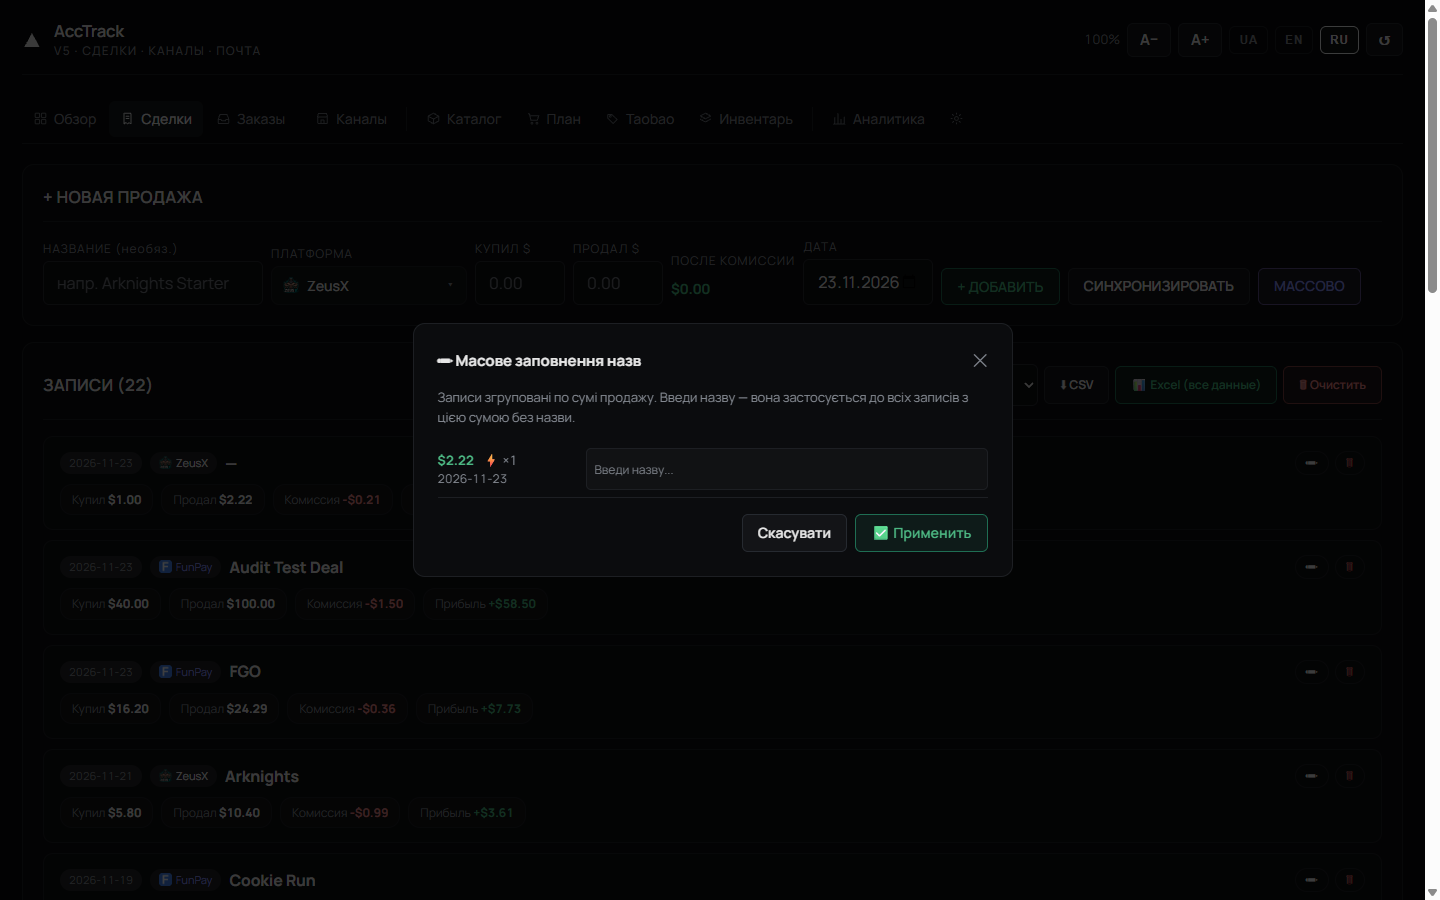 AccTrack
V5 · СДЕЛКИ · КАНАЛЫ · ПОЧТА
100% A− A+ UA EN RU ↺
Обзор Сделки Заказы Каналы Каталог План Taobao Инвентарь Аналитика
+ НОВАЯ ПРОДАЖА
НАЗВАНИЕ (необяз.) ПЛАТФОРМА КУПИЛ $ ПРОДАЛ $ ПОСЛЕ КОМИССИИ ДАТА
напр. Arknights Starter ZeusX 0.00 0.00 $0.00 23.11.2026 + ДОБАВИТЬ СИНХРОНИЗИРОВАТЬ МАССОВО
Масове заповнення назв
Записи згруповані по сумі продажу. Введи назву — вона застосується до всіх записів з
цією сумою без назви.
$2.22 ⚡ ×1
2026-11-23
Введи назву...
Скасувати ✅ Применить
ЗАПИСИ (22) ⬇ CSV 📊 Excel (все данные) Очистить
2026-11-23 ZeusX —
Купил $1.00 Продал $2.22 Комиссия -$0.21
2026-11-23 FunPay Audit Test Deal
Купил $40.00 Продал $100.00 Комиссия -$1.50 Прибыль +$58.50
2026-11-23 FunPay FGO
Купил $16.20 Продал $24.29 Комиссия -$0.36 Прибыль +$7.73
2026-11-21 ZeusX Arknights
Купил $5.80 Продал $10.40 Комиссия -$0.99 Прибыль +$3.61
2026-11-19 FunPay Cookie Run